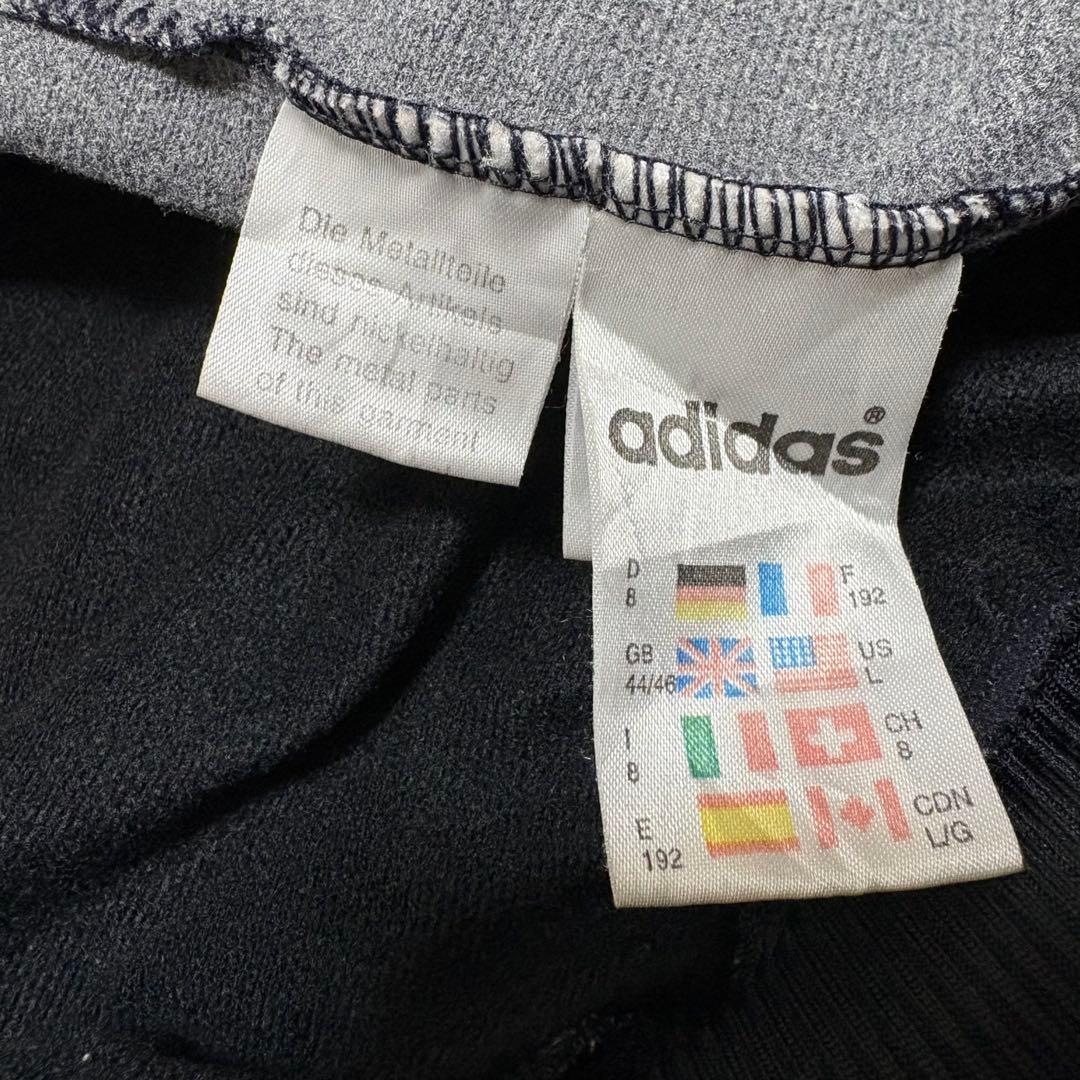 Die Metallteile
dieses Artikels
sind nickelhaltig
The metal parts
of this garment
adidas®
D
8
F
192
GB
44/46
US
L
I
8
CH
8
E
192
CDN
L/G